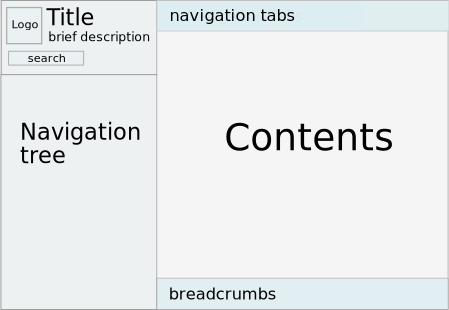 Logo
Title
brief description
search
Navigation
tree
navigation tabs
Contents
breadcrumbs